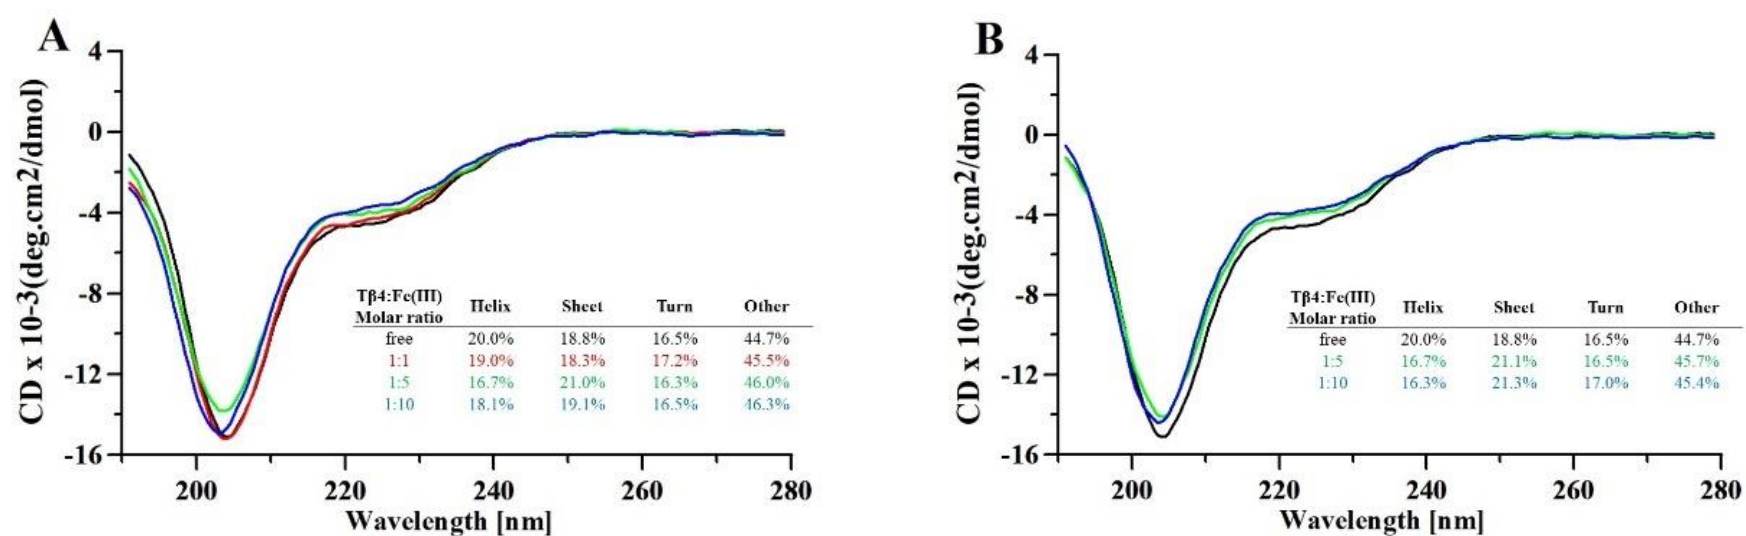 A
4
0
-4
-8
-12
-16
CD x 10-3(deg.cm2/dmol)
Tβ4:Fe(III) Helix Sheet Turn Other
Molar ratio
free 20.0% 18.8% 16.5% 44.7%
1:1 19.0% 18.3% 17.2% 45.5%
1:5 16.7% 21.0% 16.3% 46.0%
1:10 18.1% 19.1% 16.5% 46.3%
200 220 240 260 280
Wavelength [nm]
B
4
0
-4
-8
-12
-16
CD x 10-3(deg.cm2/dmol)
Tβ4:Fe(III) Helix Sheet Turn Other
Molar ratio
free 20.0% 18.8% 16.5% 44.7%
1:5 16.7% 21.1% 16.5% 45.7%
1:10 16.3% 21.3% 17.0% 45.4%
200 220 240 260 280
Wavelength [nm]